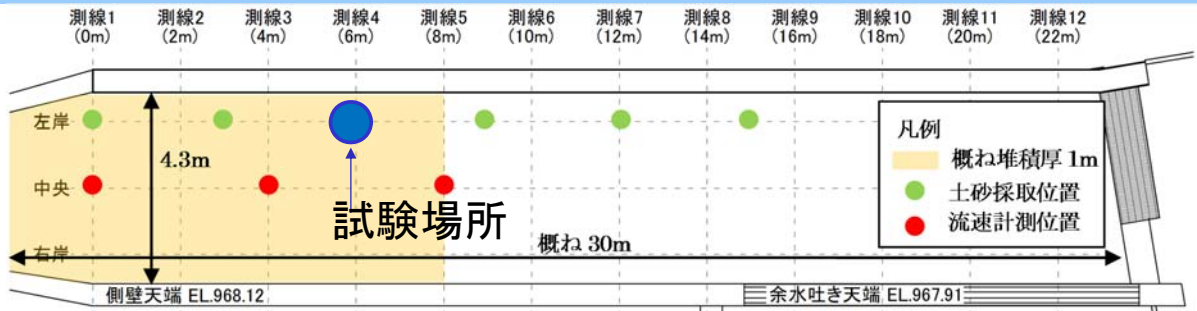 測線1 測線2 測線3 測線4 測線5 測線6 測線7 測線8 測線9 測線10 測線11 測線12
(0m) (2m) (4m) (6m) (8m) (10m) (12m) (14m) (16m) (18m) (20m) (22m)
左岸
4.3m
中央
試験場所
右岸
概ね 30m
凡例
概ね堆積厚 1m
土砂採取位置
流速計測位置
側壁天端 EL.968.12
余水吐き天端 EL.967.91